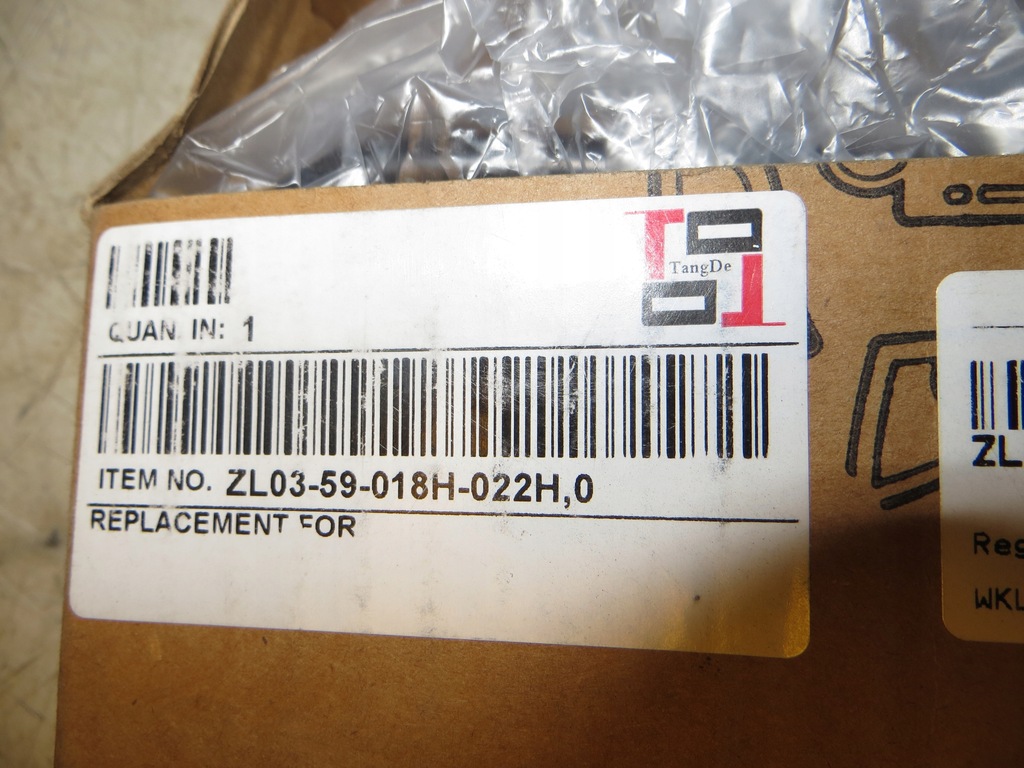 TangDe
QUAN. IN: 1
ITEM NO. ZL03-59-018H-022H,0
REPLACEMENT FOR
ZL
Reg
WKL